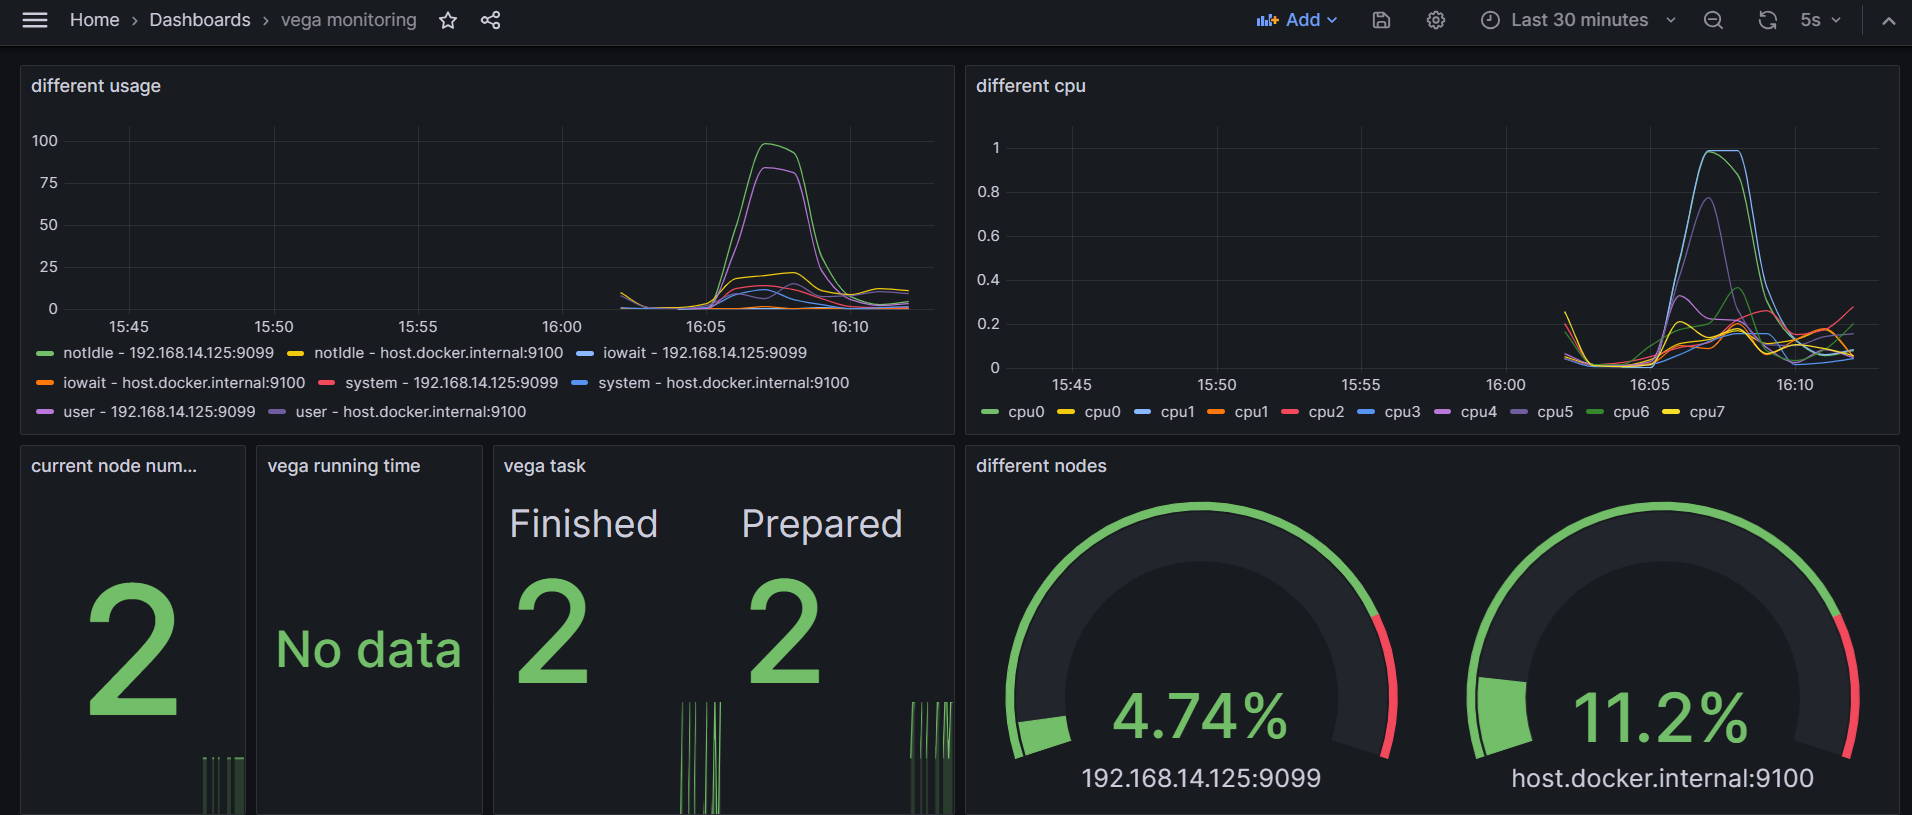 Home › Dashboards › vega monitoring
Add
Last 30 minutes
5s
different usage
100
75
50
25
0
15:45 15:50 15:55 16:00 16:05 16:10
notIdle - 192.168.14.125:9099 notIdle - host.docker.internal:9100 iowait - 192.168.14.125:9099
iowait - host.docker.internal:9100 system - 192.168.14.125:9099 system - host.docker.internal:9100
user - 192.168.14.125:9099 user - host.docker.internal:9100
different cpu
1
0.8
0.6
0.4
0.2
0
15:45 15:50 15:55 16:00 16:05 16:10
cpu0 cpu0 cpu1 cpu1 cpu2 cpu3 cpu4 cpu5 cpu6 cpu7
current node num...
2
vega running time
No data
vega task
Finished Prepared
2 2
different nodes
4.74% 11.2%
192.168.14.125:9099 host.docker.internal:9100